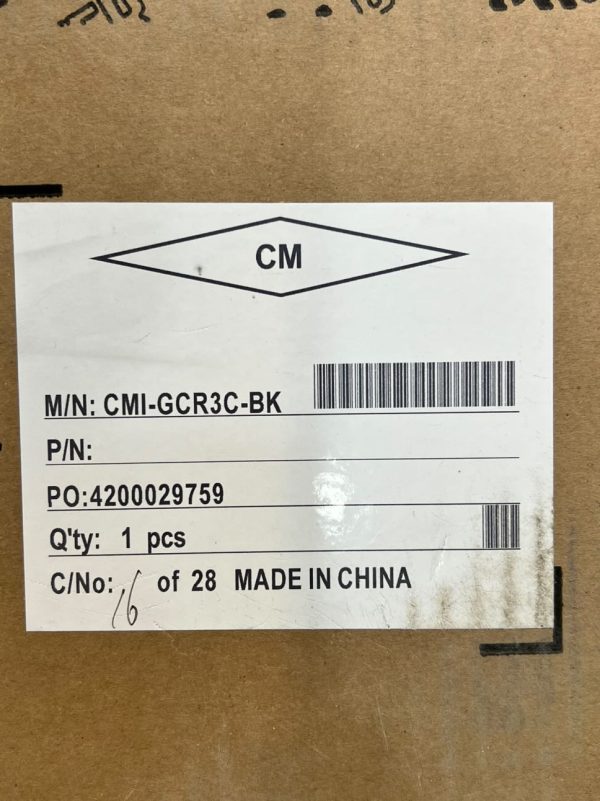 CM
M/N: CMI-GCR3C-BK
P/N:
PO:4200029759
Q'ty: 1 pcs
C/No: 16 of 28 MADE IN CHINA